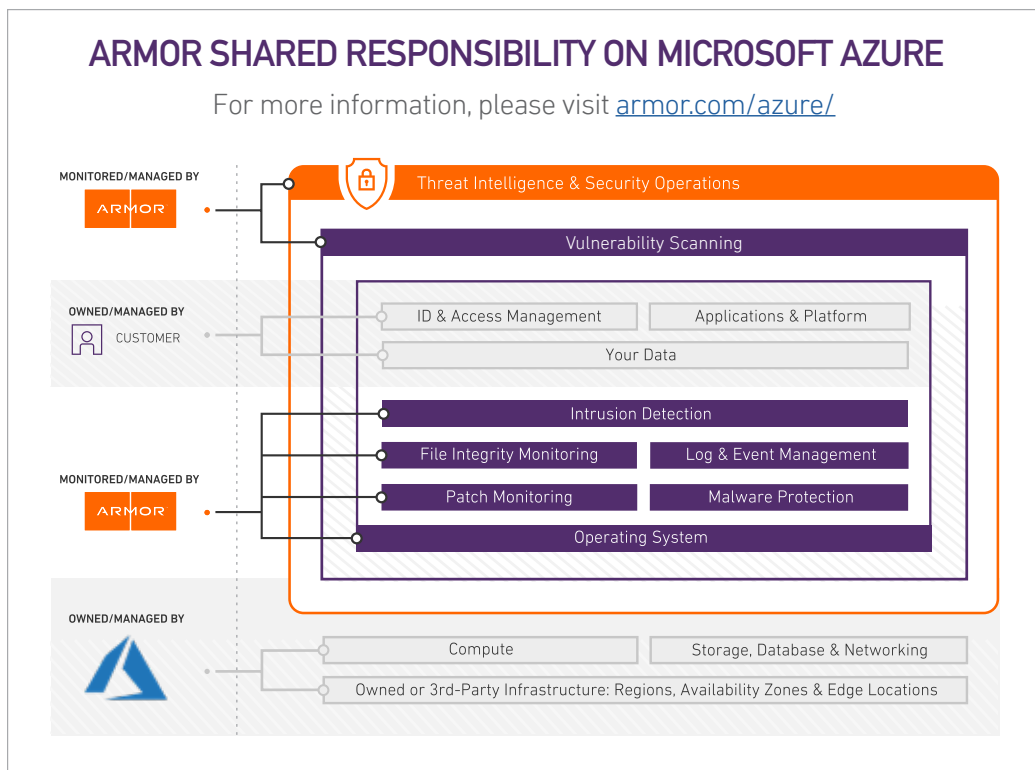 ARMOR SHARED RESPONSIBILITY ON MICROSOFT AZURE
For more information, please visit armor.com/azure/
MONITORED/MANAGED BY
ARMOR
Threat Intelligence & Security Operations
Vulnerability Scanning
OWNED/MANAGED BY
CUSTOMER
ID & Access Management
Applications & Platform
Your Data
Intrusion Detection
File Integrity Monitoring
Log & Event Management
MONITORED/MANAGED BY
ARMOR
Patch Monitoring
Malware Protection
Operating System
OWNED/MANAGED BY
Compute
Storage, Database & Networking
Owned or 3rd-Party Infrastructure: Regions, Availability Zones & Edge Locations